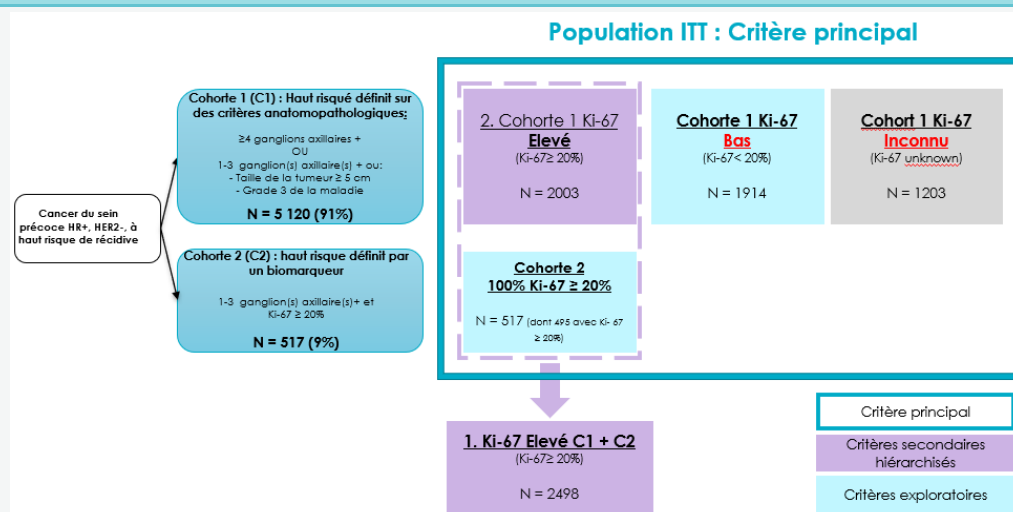 Population ITT : Critère principal
Cancer du sein
précoce HR+, HER2-, à
haut risque de récidive
Cohorte 1 (C1) : Haut risqué définit sur
des critères anatomopathologiques:
≥4 ganglions axillaires +
OU
1-3 ganglion(s) axillaire(s) + ou:
- Taille de la tumeur ≥ 5 cm
- Grade 3 de la maladie
N = 5 120 (91%)
Cohorte 2 (C2) : haut risque définit par
un biomarqueur
1-3 ganglion(s) axillaire(s)+ et
Ki-67 ≥ 20%
N = 517 (9%)
2. Cohorte 1 Ki-67
Elevé
(Ki-67≥ 20%)
N = 2003
Cohorte 1 Ki-67
Bas
(Ki-67< 20%)
N = 1914
Cohort 1 Ki-67
Inconnu
(Ki-67 unknown)
N = 1203
Cohorte 2
100% Ki-67 ≥ 20%
N = 517 (dont 495 avec Ki- 67
≥ 20%)
1. Ki-67 Elevé C1 + C2
(Ki-67≥ 20%)
N = 2498
Critère principal
Critères secondaires
hiérarchisés
Critères exploratoires